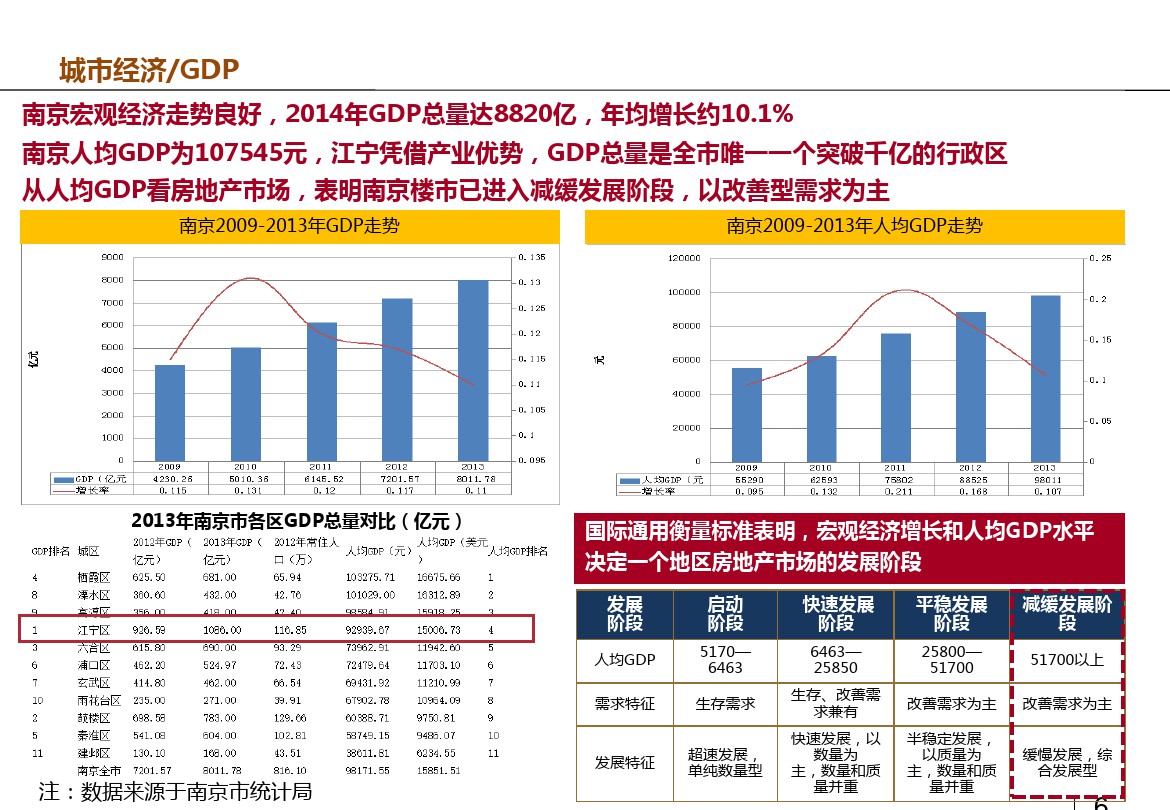 城市经济/GDP
南京宏观经济走势良好，2014年GDP总量达8820亿，年均增长约10.1%
南京人均GDP为107545元，江宁凭借产业优势，GDP总量是全市唯一一个突破千亿的行政区
从人均GDP看房地产市场，表明南京楼市已进入减缓发展阶段，以改善型需求为主
南京2009-2013年GDP走势
9000 0.135
8000 0.13
7000 0.125
6000 0.12
5000 0.115
4000 0.11
3000 0.105
2000 0.1
1000 0.095
0
亿元
2009 2010 2011 2012 2013
GDP（亿元 4230.26 5010.36 6145.52 7201.57 8011.78
增长率 0.115 0.131 0.12 0.117 0.11
南京2009-2013年人均GDP走势
120000 0.25
100000 0.2
80000 0.15
60000 0.1
40000 0.05
20000 0
0
元
2009 2010 2011 2012 2013
人均GDP（元 55290 62593 75802 88525 98011
增长率 0.095 0.132 0.211 0.168 0.107
2013年南京市各区GDP总量对比（亿元）
GDP排名 城区 2012年GDP（亿元） 2013年GDP（亿元） 2012年常住人口（万） 人均GDP（元） 人均GDP（美元） 人均GDP排名
4 栖霞区 625.50 681.00 65.94 103275.71 16675.66 1
8 溧水区 360.60 432.00 42.76 101029.00 16312.89 2
9 高淳区 356.00 418.00 42.40 98584.91 15918.25 3
1 江宁区 926.59 1086.00 116.85 92939.67 15006.73 4
3 六合区 615.80 690.00 93.29 73962.91 11942.60 5
6 浦口区 462.20 524.97 72.43 72479.64 11703.10 6
7 玄武区 414.80 462.00 66.54 69431.92 11210.99 7
10 雨花台区 235.00 271.00 39.91 67902.78 10964.09 8
2 鼓楼区 698.58 783.00 129.66 60388.71 9750.81 9
5 秦淮区 541.08 604.00 102.81 58749.15 9486.07 10
11 建邺区 130.10 168.00 43.51 38611.81 6234.55 11
南京全市 7201.57 8011.78 816.10 98171.55 15851.51
注：数据来源于南京市统计局
国际通用衡量标准表明，宏观经济增长和人均GDP水平
决定一个地区房地产市场的发展阶段
发展阶段 启动阶段 快速发展阶段 平稳发展阶段 减缓发展阶段
人均GDP 5170—6463 6463—25850 25800—51700 51700以上
需求特征 生存需求 生存、改善需求兼有 改善需求为主 改善需求为主
发展特征 超速发展，单纯数量型 快速发展，以数量为主，数量和质量并重 半稳定发展，以质量为主，数量和质量并重 缓慢发展，综合发展型
6